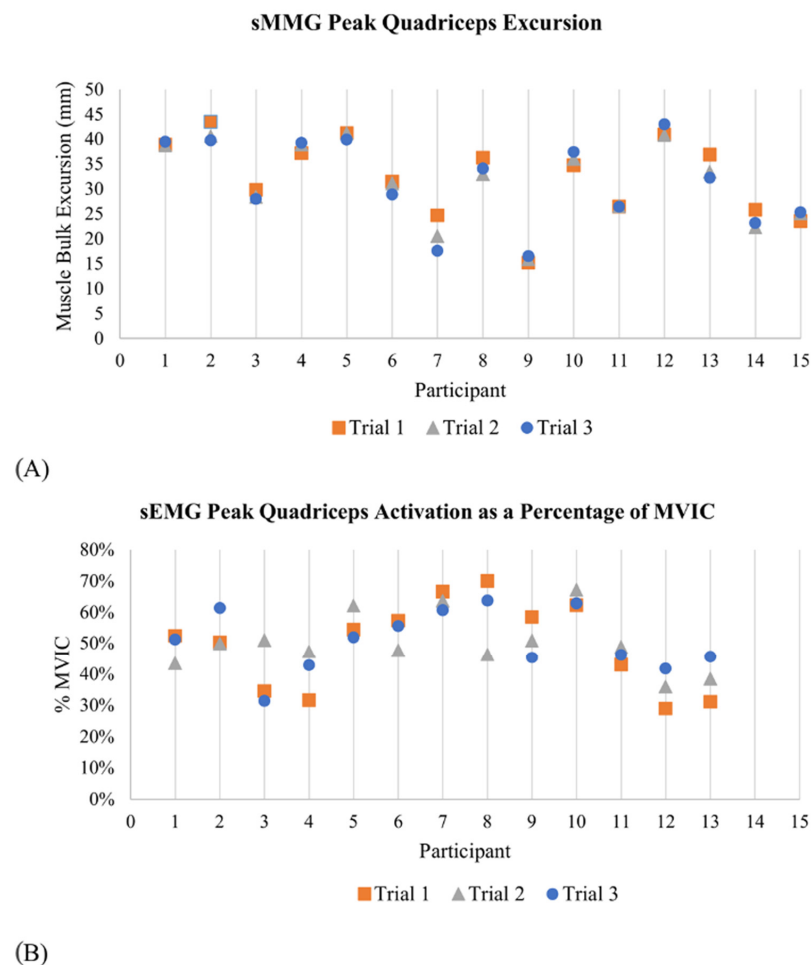 sMMG Peak Quadriceps Excursion
Muscle Bulk Excursion (mm)
50
45
40
35
30
25
20
15
10
5
0
0 1 2 3 4 5 6 7 8 9 10 11 12 13 14 15
Participant
Trial 1 Trial 2 Trial 3
(A)
sEMG Peak Quadriceps Activation as a Percentage of MVIC
% MVIC
80%
70%
60%
50%
40%
30%
20%
10%
0%
0 1 2 3 4 5 6 7 8 9 10 11 12 13 14 15
Participant
Trial 1 Trial 2 Trial 3
(B)